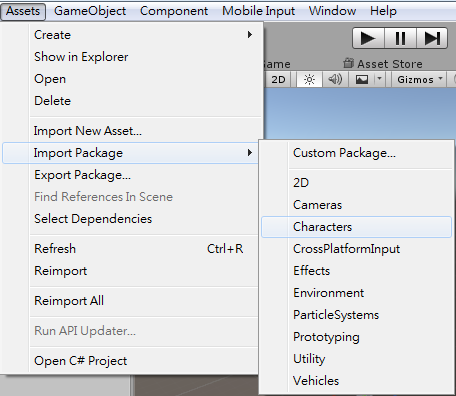 Assets GameObject Component Mobile Input Window Help
Create
Show in Explorer
Open
Delete
Import New Asset...
Import Package
Export Package...
Find References In Scene
Select Dependencies
Refresh Ctrl+R
Reimport
Reimport All
Run API Updater...
Open C# Project
Asset Store
2D
Gizmos
Custom Package...
2D
Cameras
Characters
CrossPlatformInput
Effects
Environment
ParticleSystems
Prototyping
Utility
Vehicles